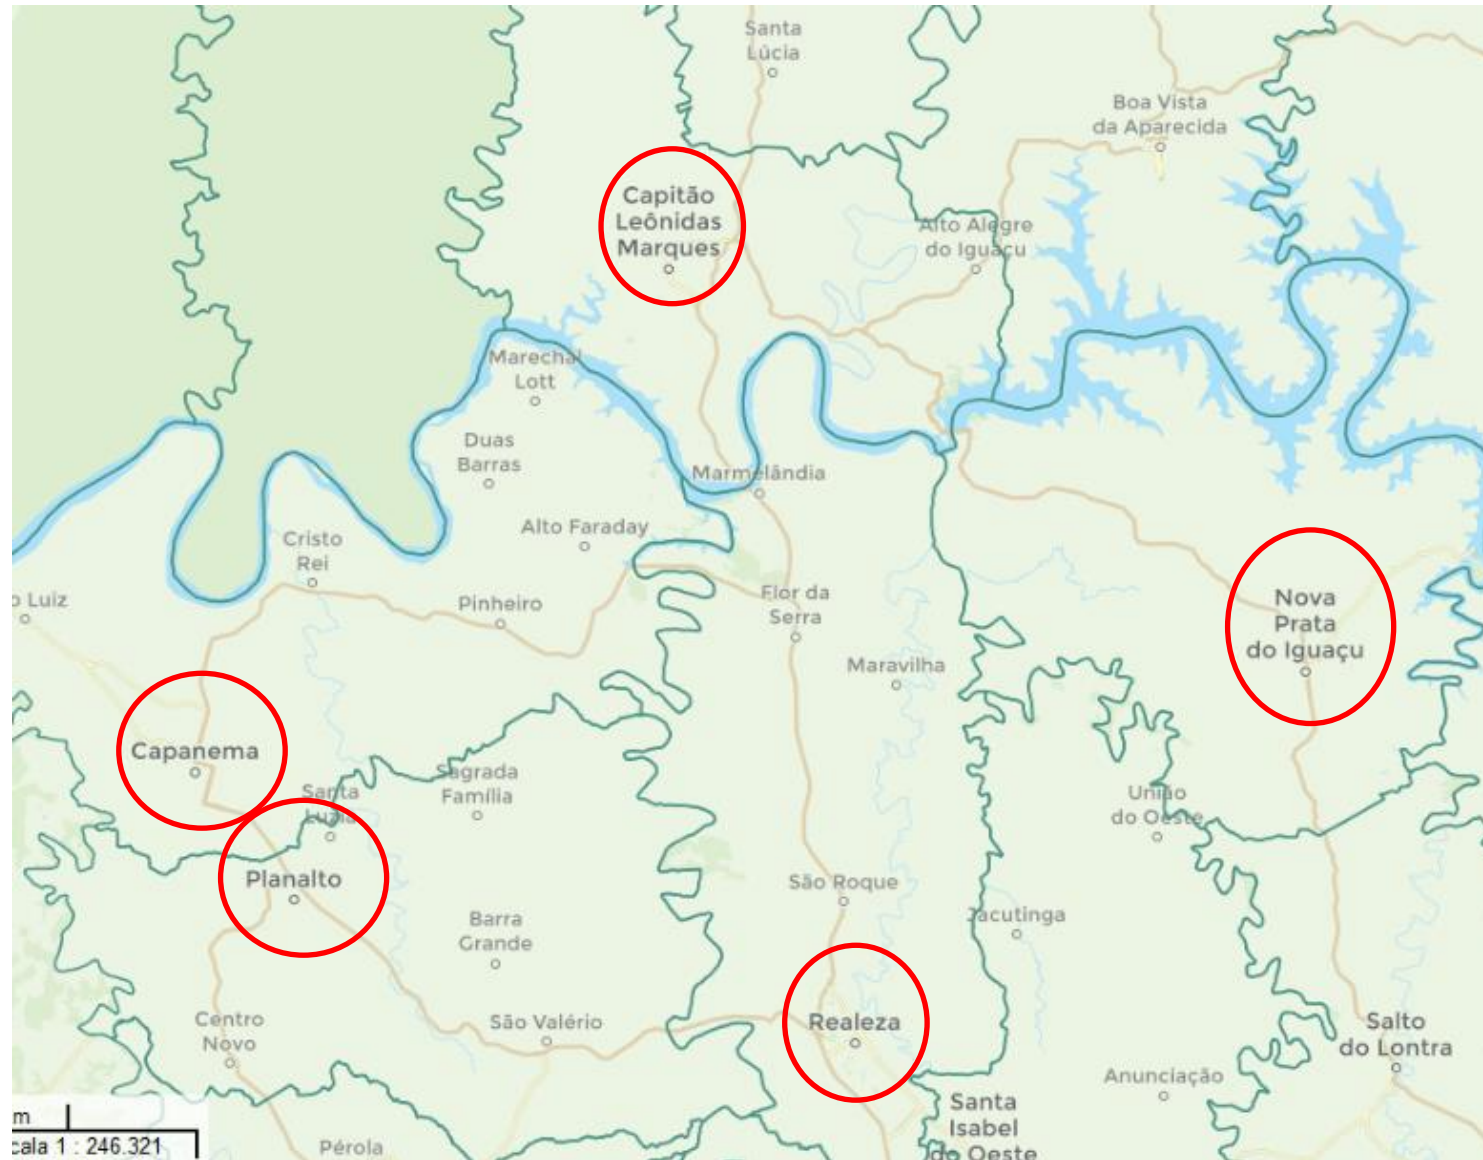 Santa
Lúcia
Boa Vista
da Aparecida
Capitão
Leônidas
Marques
Alto Alegre
do Iguaçu
Marechal
Lott
Duas
Barras
Marmelândia
Alto Faraday
Cristo
Rei
o Luiz
Pinheiro
Flor da
Serra
Nova
Prata
do Iguaçu
Maravilha
Capanema
Sagrada
Família
Santa
Luzia
União
do Oeste
Planalto
São Roque
Jacutinga
Barra
Grande
Centro
Novo
São Valério
Realeza
Salto
do Lontra
Anunciação
Santa
Isabel
do Oeste
m
cala 1 : 246.321
Pérola